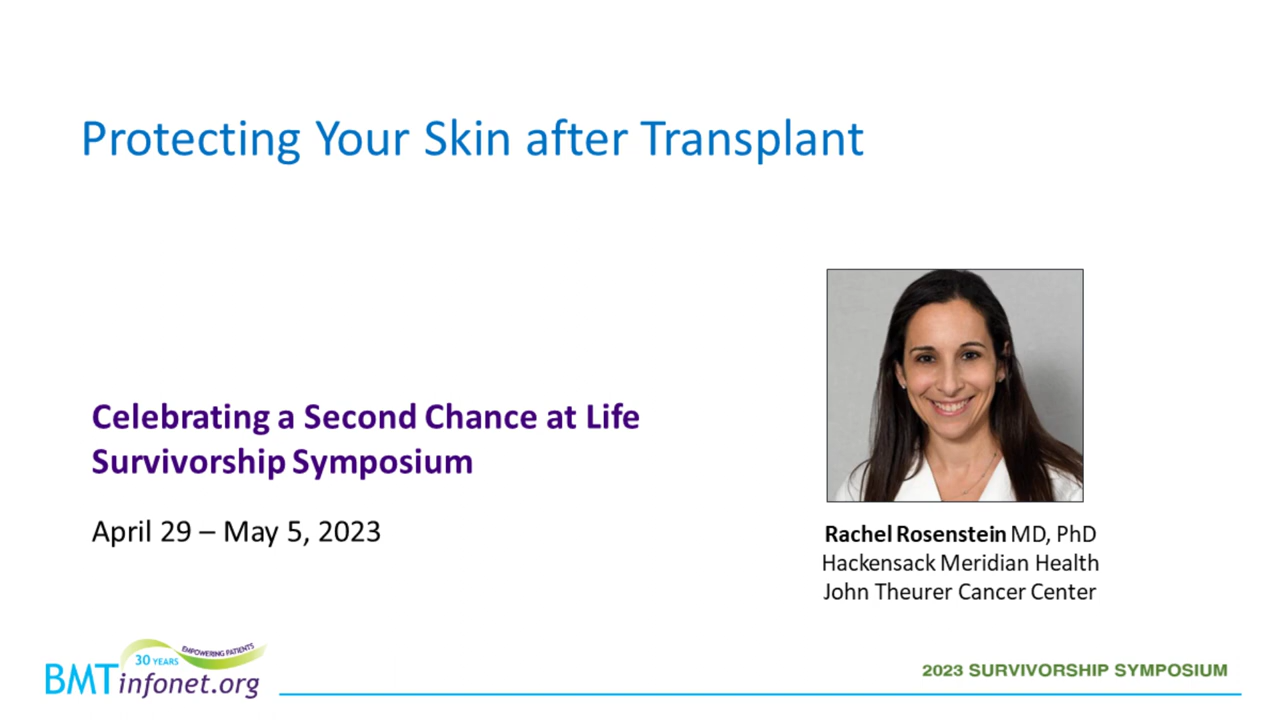 Protecting Your Skin after Transplant
Celebrating a Second Chance at Life
Survivorship Symposium
April 29 – May 5, 2023
Rachel Rosenstein MD, PhD
Hackensack Meridian Health
John Theurer Cancer Center
30 YEARS
EMPOWERING PATIENTS
BMTinfonet.org
2023 SURVIVORSHIP SYMPOSIUM